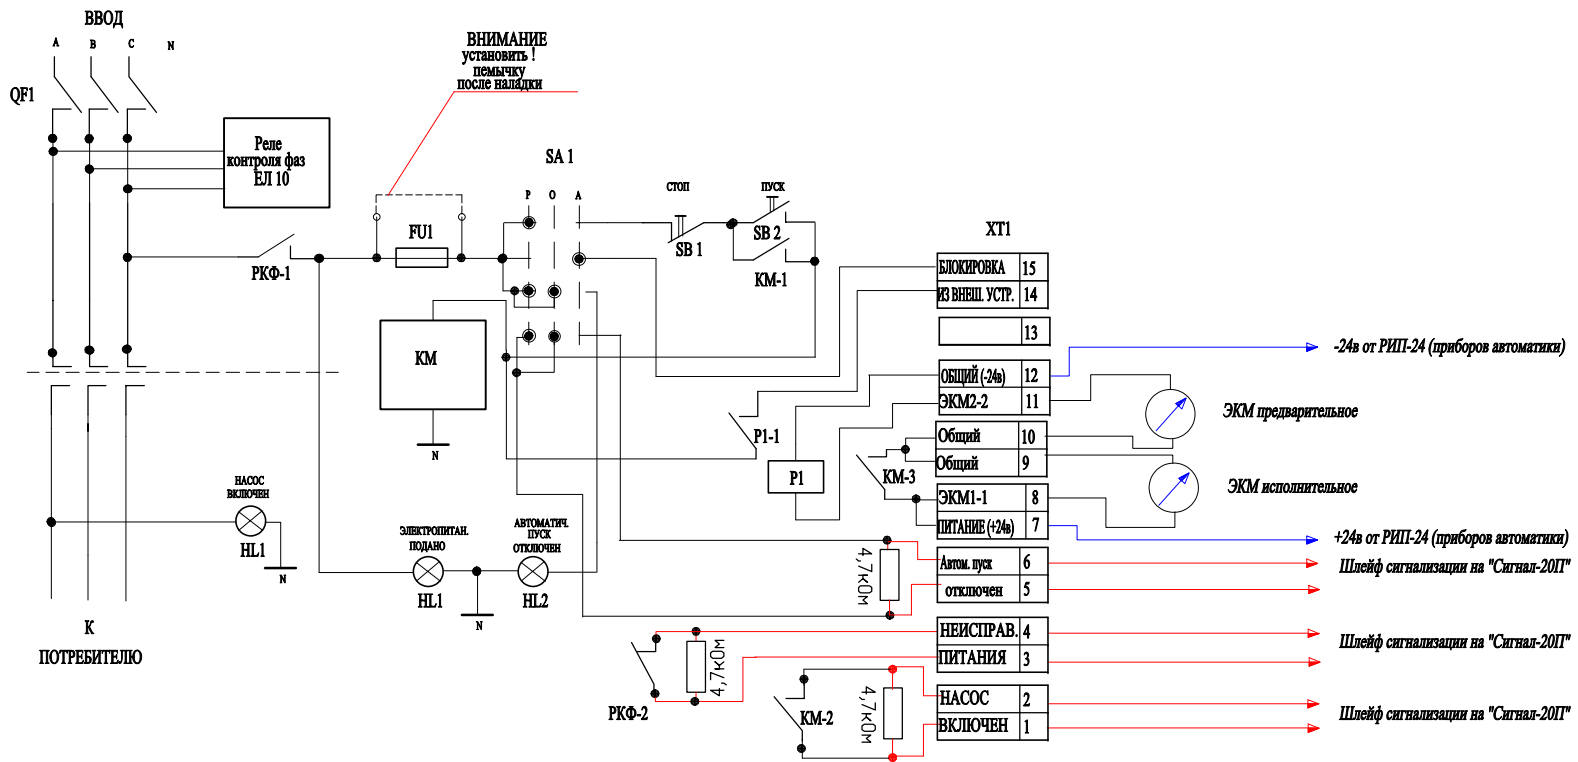 ВВОД
A
B
C
N
QF1
Реле
контроля фаз
ЕЛ 10
ВНИМАНИЕ
установить !
пемычку
после наладки
SA 1
P
O
A
СТОП
ПУСК
SB 1
SB 2
КМ-1
FU1
РКФ-1
КМ
N
XT1
БЛОКИРОВКА 15
ИЗ ВНЕШ. УСТР. 14
13
ОБЩИЙ (-24в) 12
ЭКМ2-2 11
Общий 10
Общий 9
ЭКМ1-1 8
ПИТАНИЕ (+24в) 7
Автом. пуск 6
отключен 5
НЕИСПРАВ. 4
ПИТАНИЯ 3
НАСОС 2
ВКЛЮЧЕН 1
-24в от РИП-24 (приборов автоматики)
ЭКМ предварительное
ЭКМ исполнительное
+24в от РИП-24 (приборов автоматики)
Шлейф сигнализации на "Сигнал-20П"
Шлейф сигнализации на "Сигнал-20П"
Шлейф сигнализации на "Сигнал-20П"
P1-1
P1
КМ-3
4,7кОм
4,7кОм
4,7кОм
РКФ-2
КМ-2
НАСОС
ВКЛЮЧЕН
HL1
N
ЭЛЕКТРОПИТАН.
ПОДАНО
HL1
АВТОМАТИЧ.
ПУСК
ОТКЛЮЧЕН
HL2
N
К
ПОТРЕБИТЕЛЮ